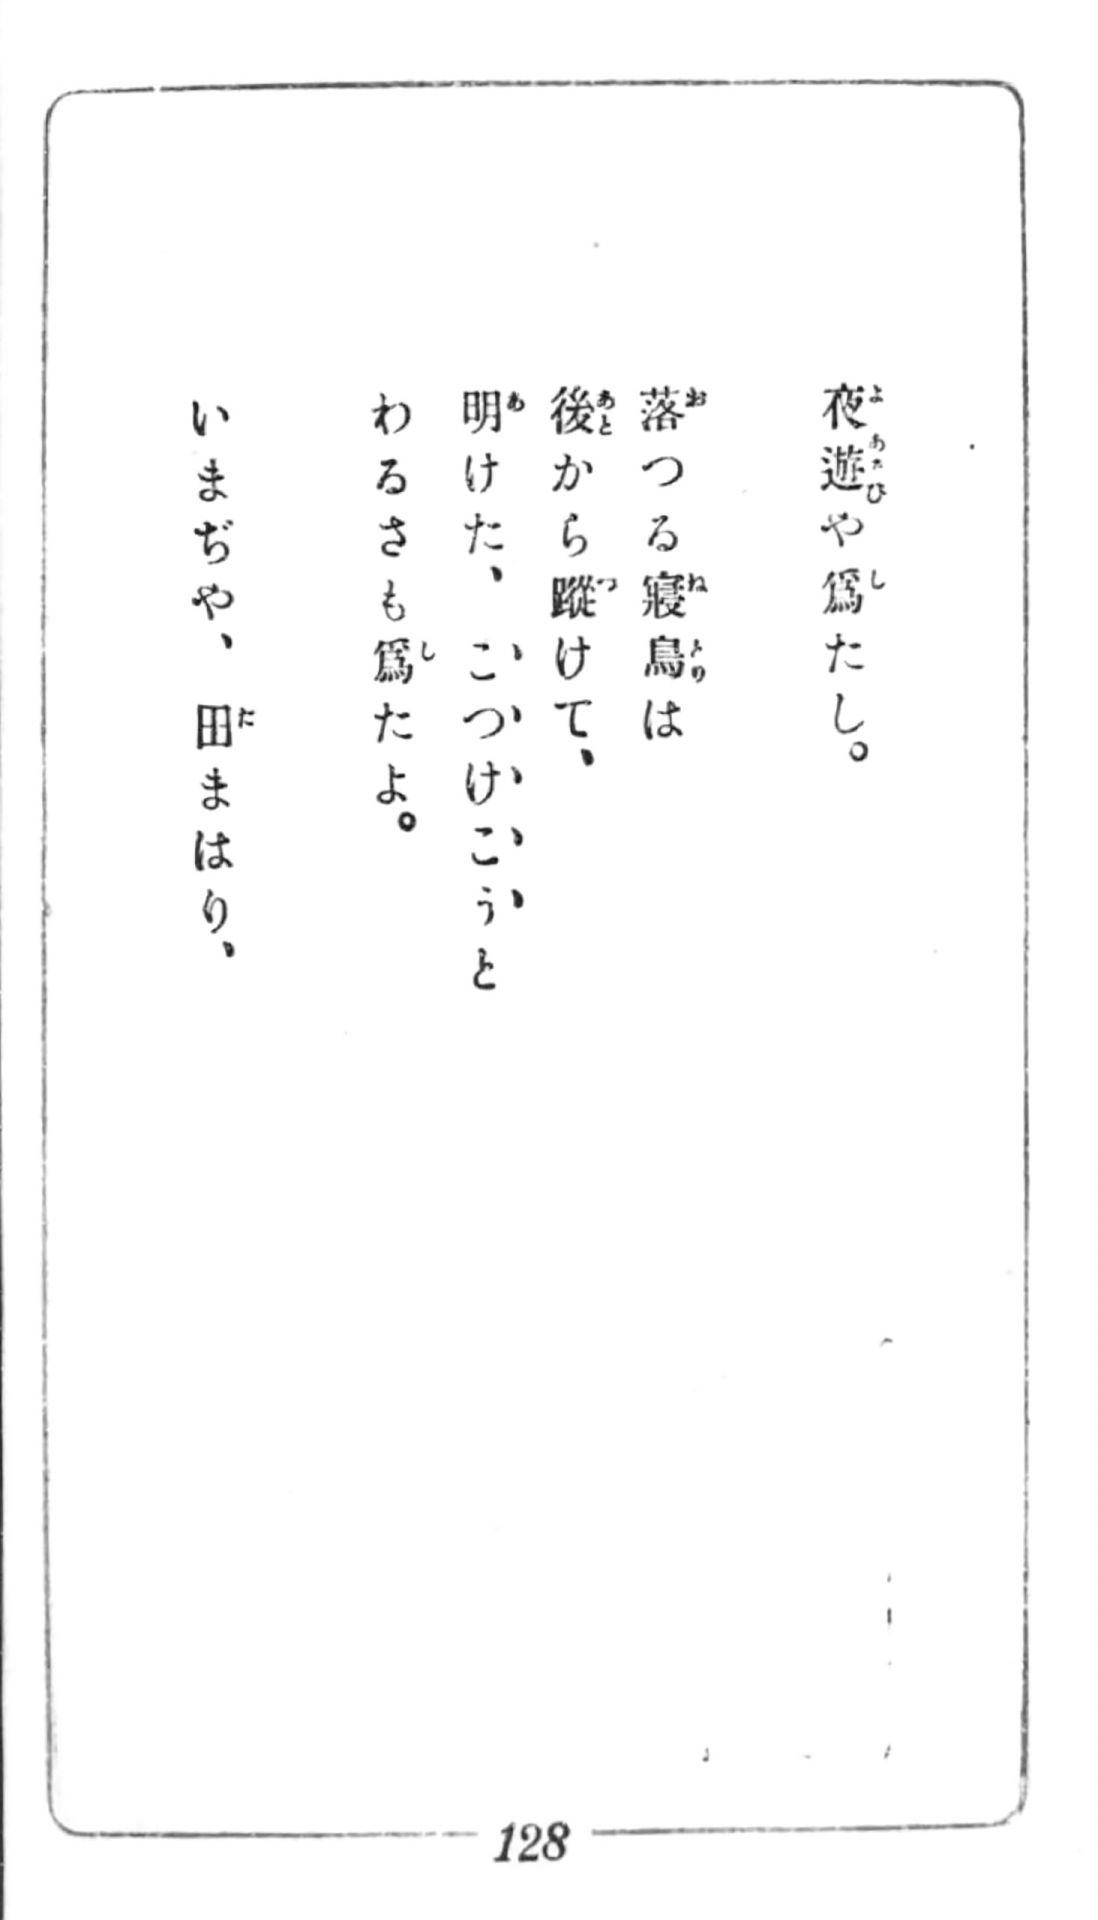 夜遊や爲たし。
落つる寢鳥は
後から蹤けて、
明けた、こつけこうと
わるさも爲たよ。
いまぢや、田まはり、
128